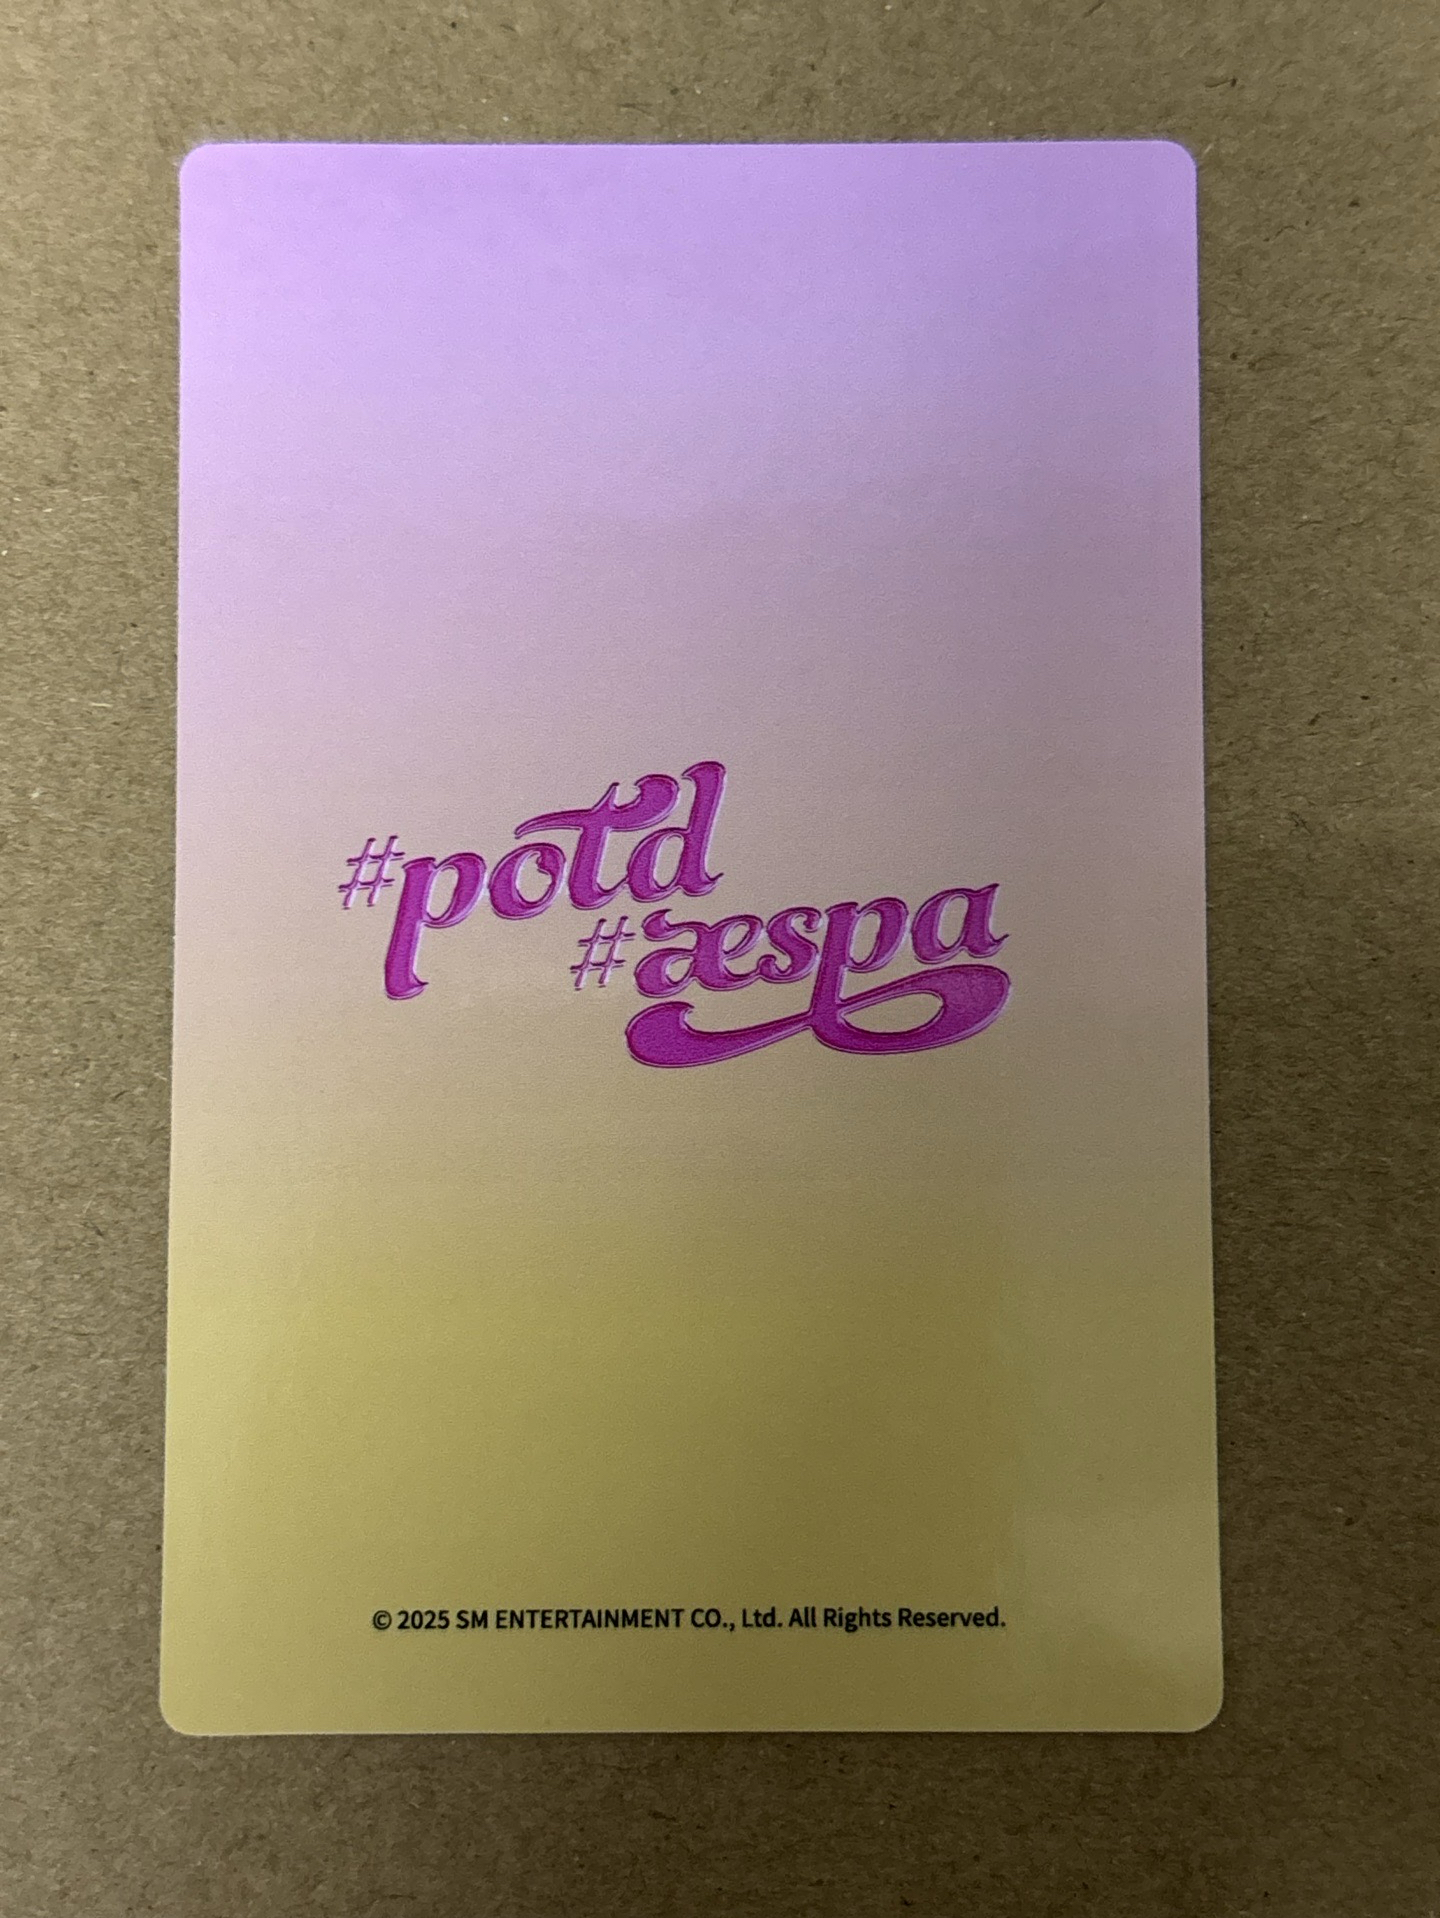 #potd
#æspa
© 2025 SM ENTERTAINMENT CO., Ltd. All Rights Reserved.